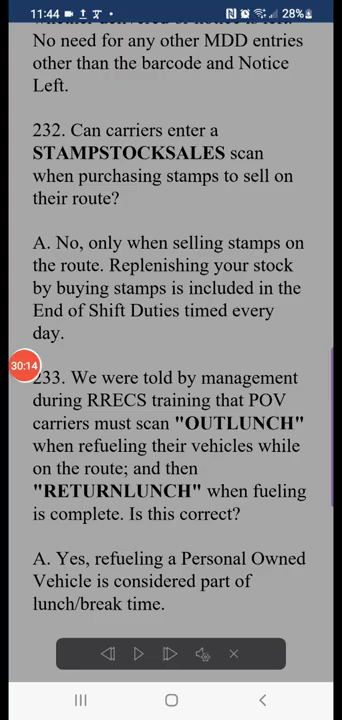 11:44
28%
No need for any other MDD entries
other than the barcode and Notice
Left.
232. Can carriers enter a
STAMPSTOCKSALES scan
when purchasing stamps to sell on
their route?
A. No, only when selling stamps on
the route. Replenishing your stock
by buying stamps is included in the
End of Shift Duties timed every
day.
30:14
233. We were told by management
during RRECS training that POV
carriers must scan "OUTLUNCH"
when refueling their vehicles while
on the route; and then
"RETURNLUNCH" when fueling
is complete. Is this correct?
A. Yes, refueling a Personal Owned
Vehicle is considered part of
lunch/break time.